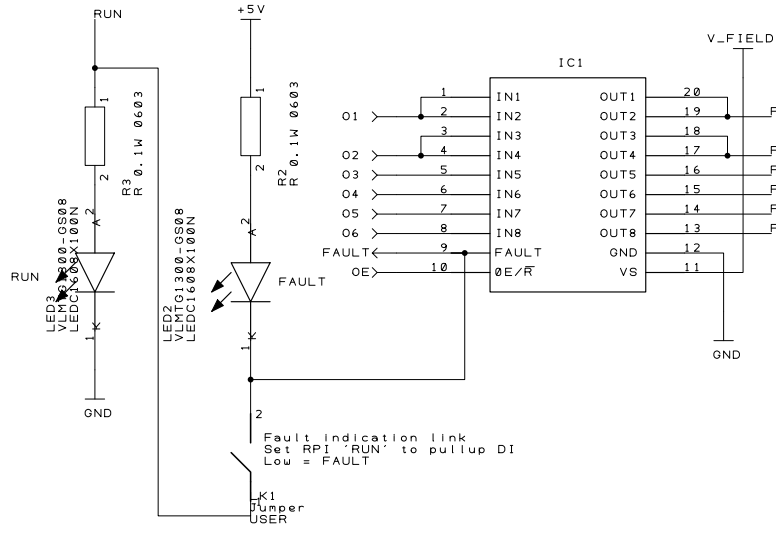 RUN
+5V
V_FIELD
IC1
1 IN1 OUT1 20
2 IN2 OUT2 19
3 IN3 OUT3 18
4 IN4 OUT4 17
5 IN5 OUT5 16
6 IN6 OUT6 15
7 IN7 OUT7 14
8 IN8 OUT8 13
9 FAULT GND 12
10 OE/R VS 11
O1
O2
O3
O4
O5
O6
FAULT
OE
F
F
F
F
F
F
GND
1
2
R3
R 0.1W 0603
A 2
RUN
LED3
VLMTG1300-GS08
LEDC1608X100N
1 K
GND
1
2
R2
R 0.1W 0603
A 2
FAULT
LED2
VLMTG1300-GS08
LEDC1608X100N
1 K
2
Fault indication link
Set RPI 'RUN' to pullup DI
Low = FAULT
LK1
Jumper
USER